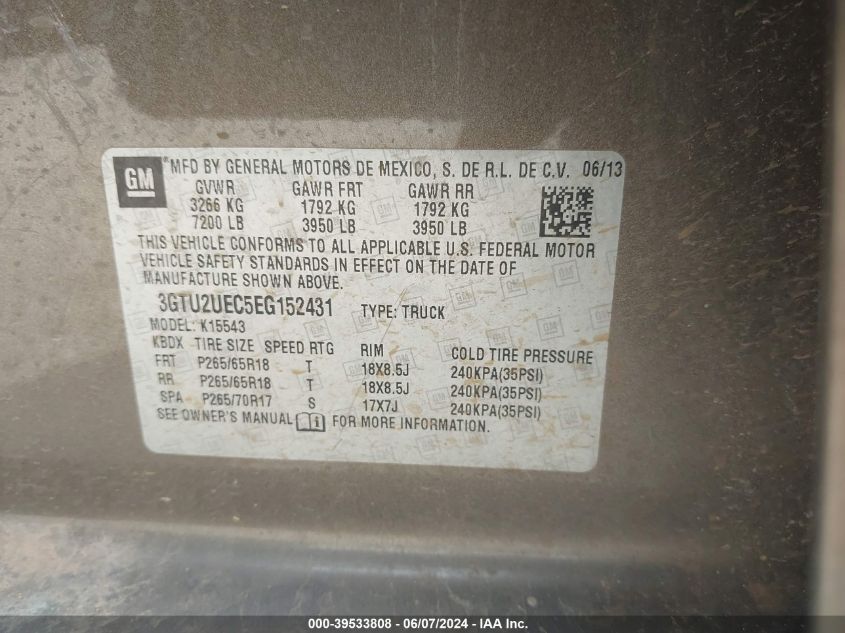 GM
®MFD BY GENERAL MOTORS DE MEXICO, S. DE R.L. DE C.V. 06/13
GVWR GAWR FRT GAWR RR
3266 KG 1792 KG 1792 KG
7200 LB 3950 LB 3950 LB
THIS VEHICLE CONFORMS TO ALL APPLICABLE U.S. FEDERAL MOTOR
VEHICLE SAFETY STANDARDS IN EFFECT ON THE DATE OF
MANUFACTURE SHOWN ABOVE.
3GTU2UEC5EG152431 TYPE: TRUCK
MODEL: K15543
KBDX TIRE SIZE SPEED RTG RIM COLD TIRE PRESSURE
FRT P265/65R18 T 18X8.5J 240KPA(35PSI)
RR P265/65R18 T 18X8.5J 240KPA(35PSI)
SPA P265/70R17 S 17X7J 240KPA(35PSI)
SEE OWNER'S MANUAL i FOR MORE INFORMATION.
000-39533808 - 06/07/2024 - IAA Inc.